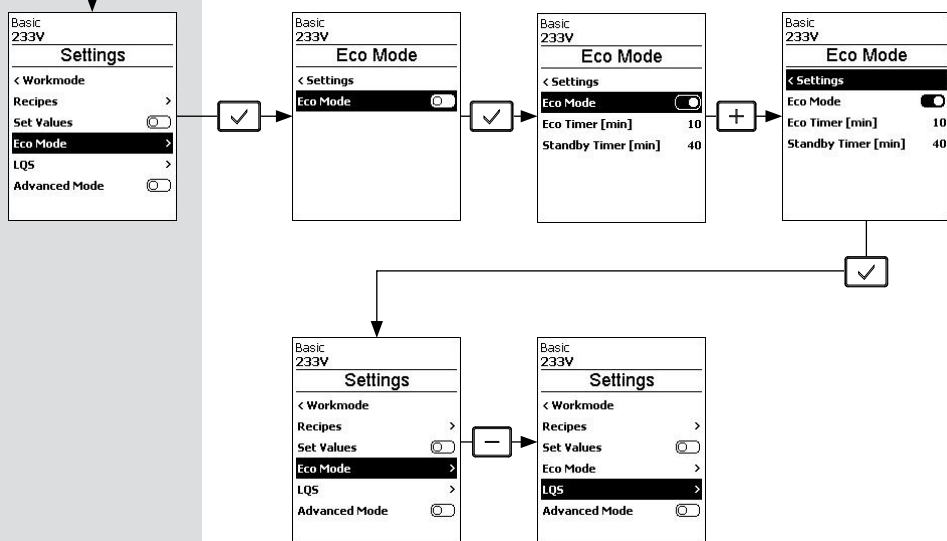 Basic
233V
Settings
< Workmode
Recipes >
Set Values
Eco Mode >
LQS >
Advanced Mode
Basic
233V
Eco Mode
< Settings
Eco Mode
Basic
233V
Eco Mode
< Settings
Eco Mode
Eco Timer [min] 10
Standby Timer [min] 40
Basic
233V
Eco Mode
< Settings
Eco Mode
Eco Timer [min] 10
Standby Timer [min] 40
Basic
233V
Settings
< Workmode
Recipes >
Set Values
Eco Mode >
LQS >
Advanced Mode
Basic
233V
Settings
< Workmode
Recipes >
Set Values
Eco Mode >
LQS >
Advanced Mode